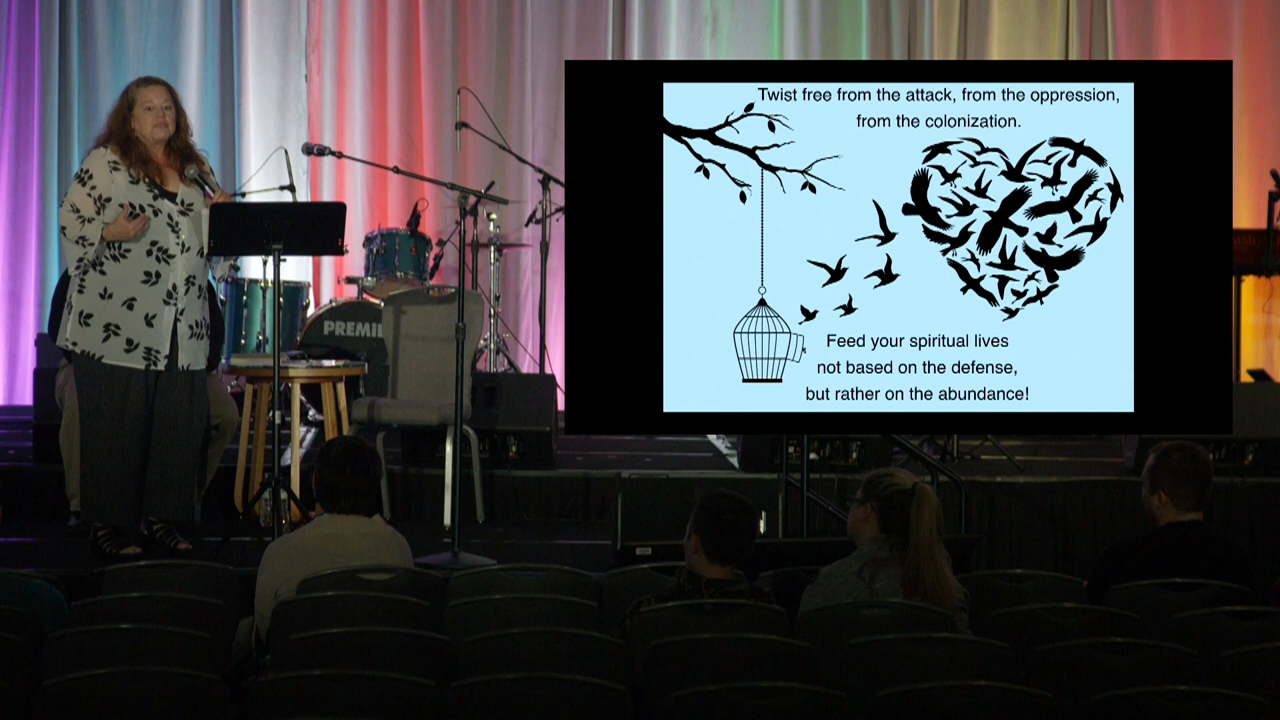 Twist free from the attack, from the oppression,
from the colonization.
Feed your spiritual lives
not based on the defense,
but rather on the abundance!